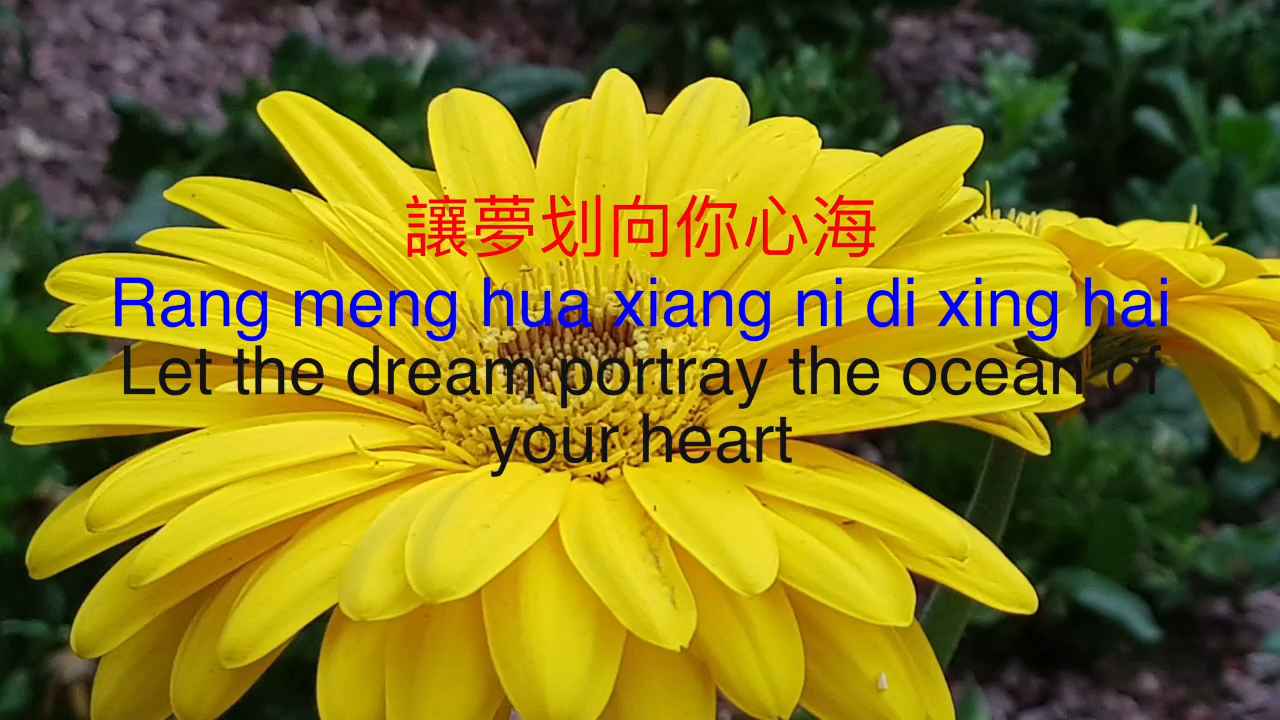 讓夢划向你心海
Rang meng hua xiang ni di xing hai
Let the dream portray the ocean of
your heart